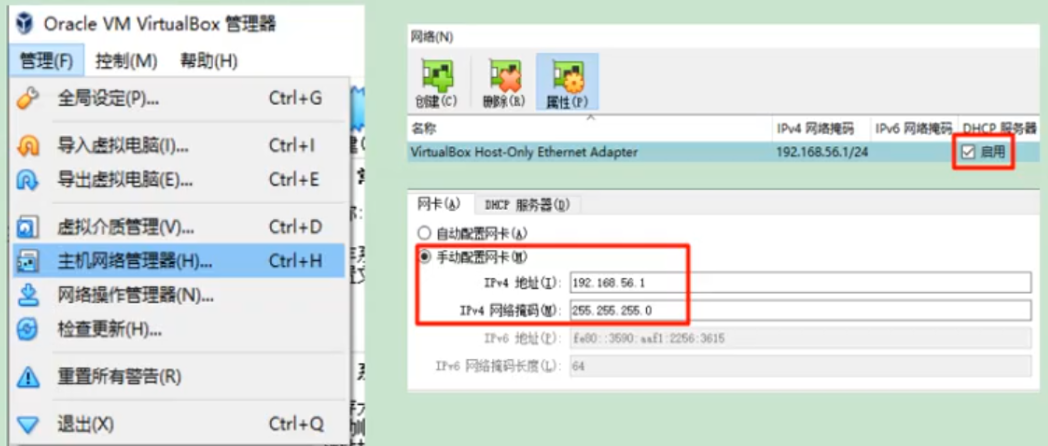 Oracle VM VirtualBox 管理器
管理(F) 控制(M) 帮助(H)
全局设定(P)... Ctrl+G
导入虚拟电脑(I)... Ctrl+I
导出虚拟电脑(E)... Ctrl+E
虚拟介质管理(V)... Ctrl+D
主机网络管理器(H)... Ctrl+H
网络操作管理器(N)...
检查更新(H)...
重置所有警告(R)
退出(X) Ctrl+Q
网络(N)
创建(C) 删除(R) 属性(P)
名称 IPv4 网络掩码 IPv6 网络掩码 DHCP 服务器
VirtualBox Host-Only Ethernet Adapter 192.168.56.1/24 启用
网卡(A) DHCP 服务器(D)
自动配置网卡(A)
手动配置网卡(M)
IPv4 地址(I): 192.168.56.1
IPv4 网络掩码(M): 255.255.255.0
IPv6 地址(P): fe80::3590:aaf1:2256:3615
IPv6 网络掩码长度(L): 64